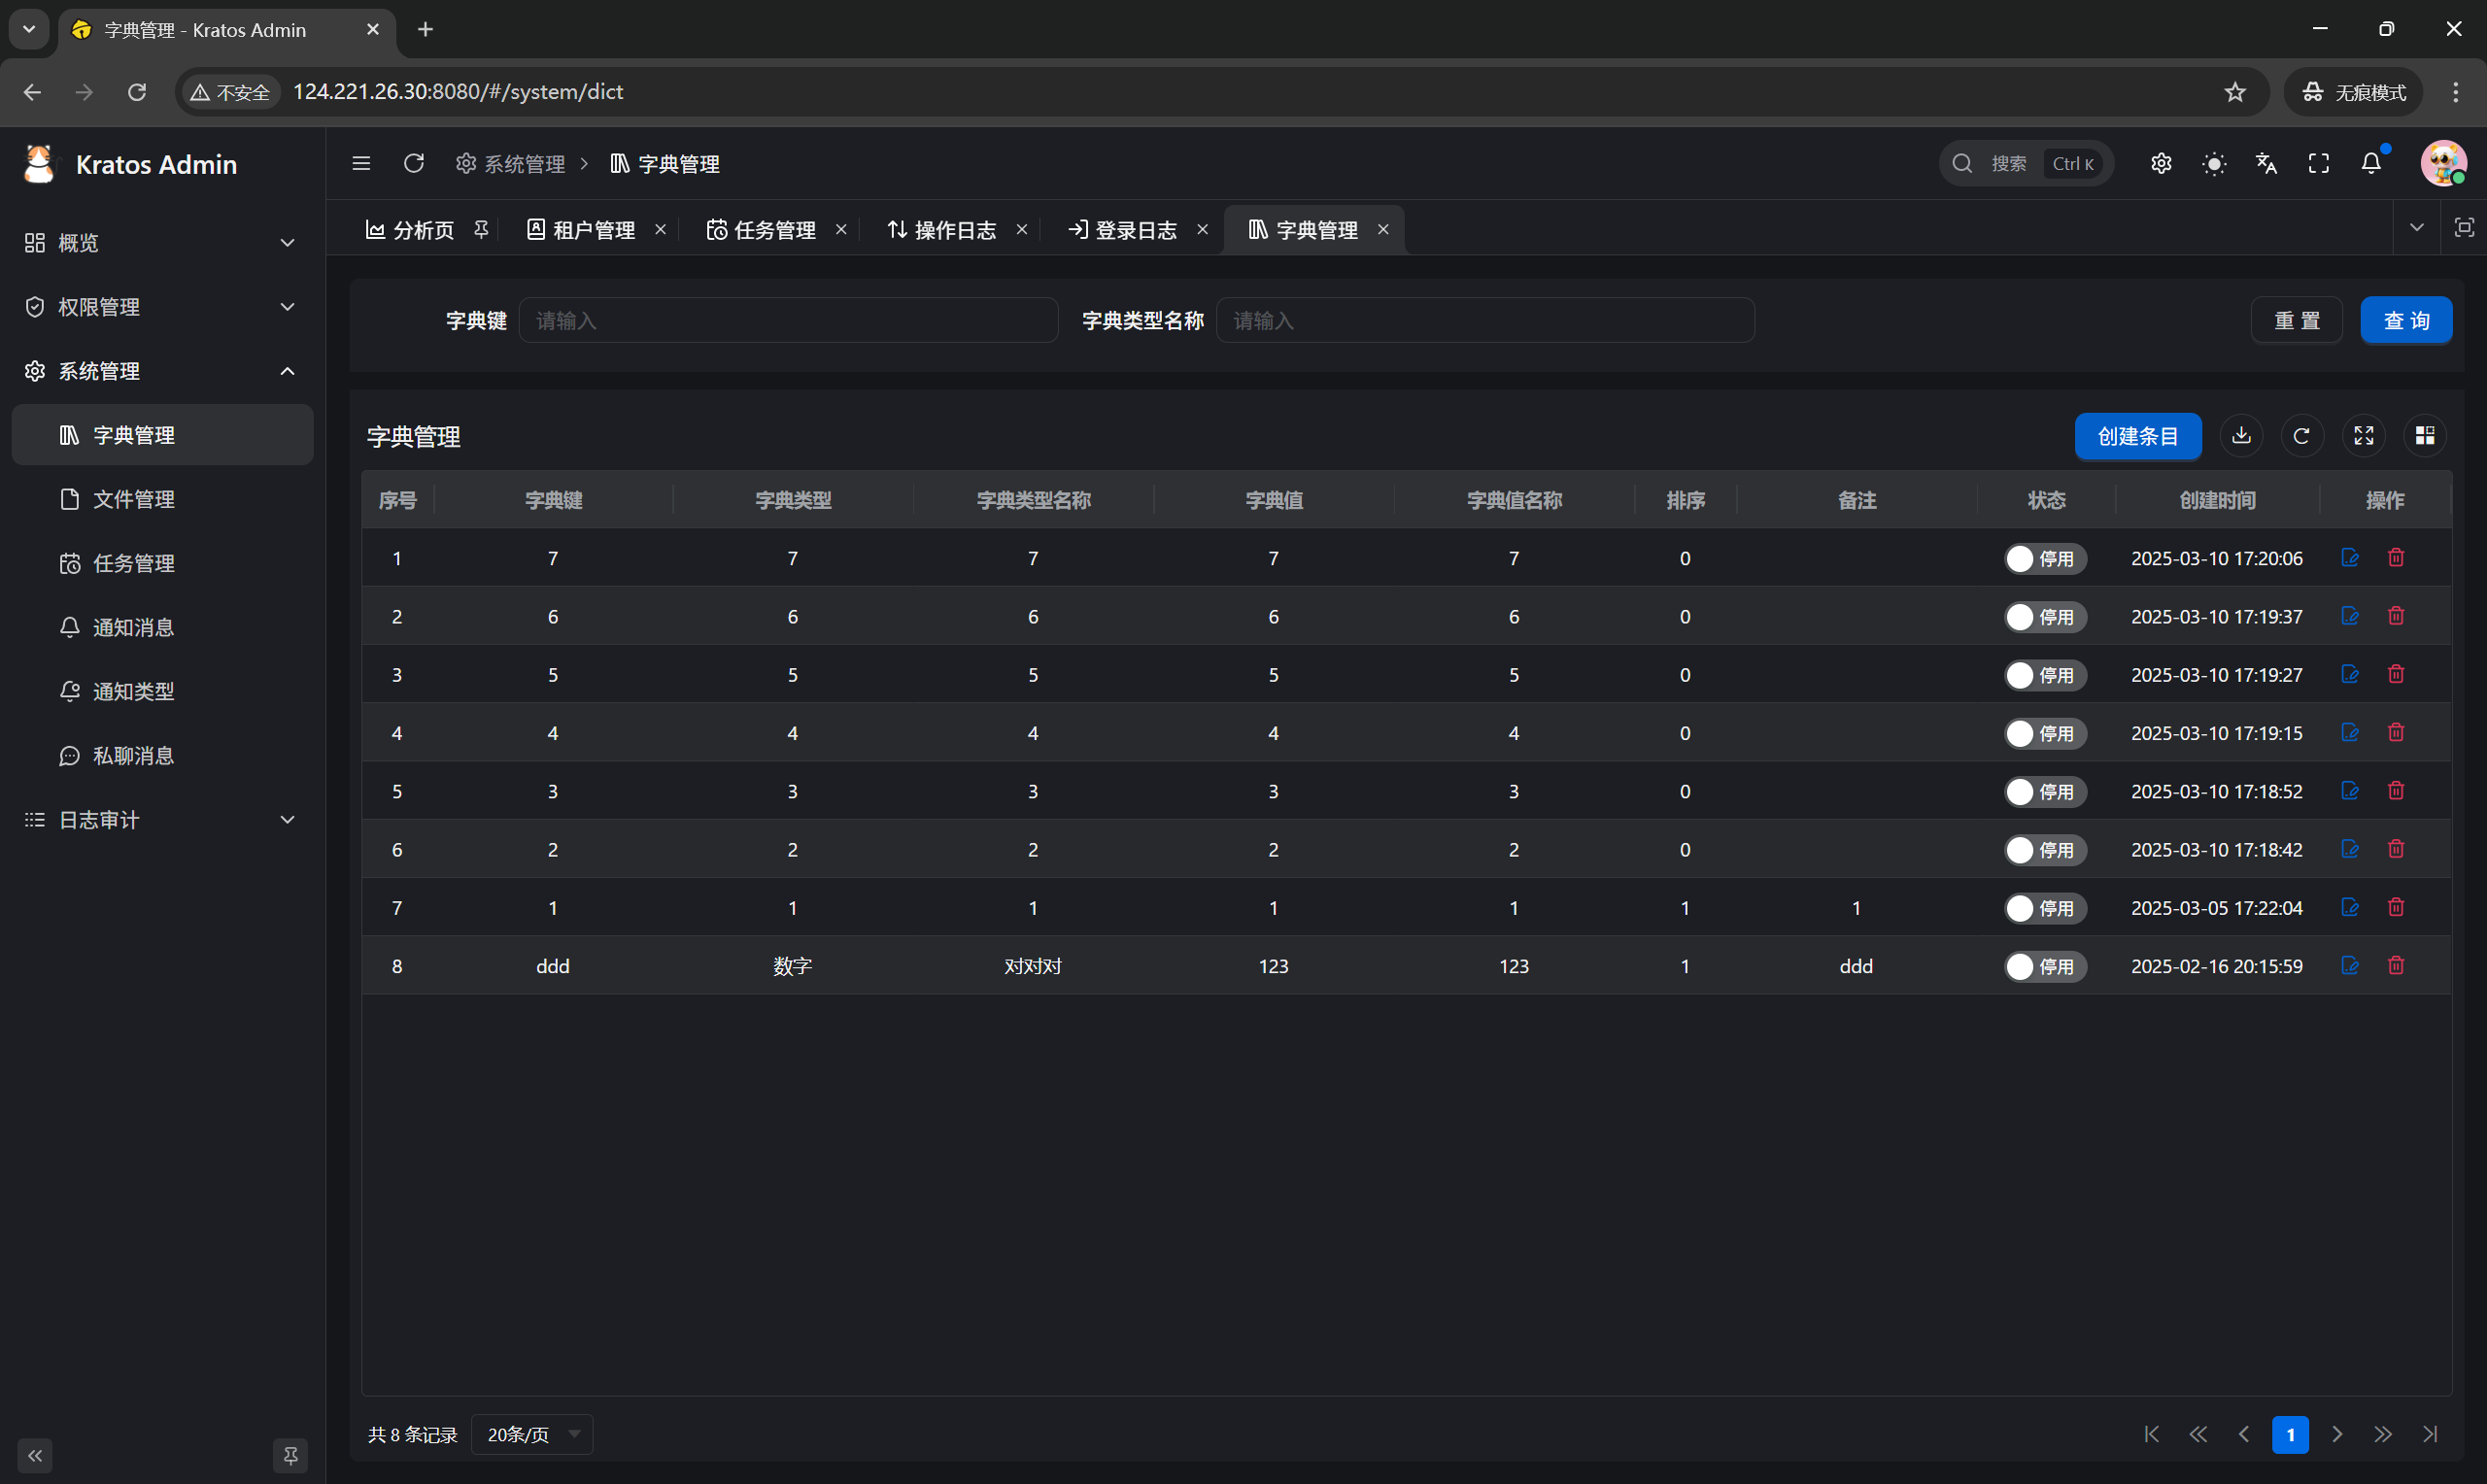 字典管理 - Kratos Admin
不安全 124.221.26.30:8080/#/system/dict 无痕模式
Kratos Admin
系统管理 字典管理 搜索 Ctrl K
分析页 租户管理 任务管理 操作日志 登录日志 字典管理
概览
权限管理
系统管理
字典管理
文件管理
任务管理
通知消息
通知类型
私聊消息
日志审计
字典键 请输入 字典类型名称 请输入 重 置 查 询
字典管理 创建条目
序号 字典键 字典类型 字典类型名称 字典值 字典值名称 排序 备注 状态 创建时间 操作
1 7 7 7 7 7 0 停用 2025-03-10 17:20:06
2 6 6 6 6 6 0 停用 2025-03-10 17:19:37
3 5 5 5 5 5 0 停用 2025-03-10 17:19:27
4 4 4 4 4 4 0 停用 2025-03-10 17:19:15
5 3 3 3 3 3 0 停用 2025-03-10 17:18:52
6 2 2 2 2 2 0 停用 2025-03-10 17:18:42
7 1 1 1 1 1 1 1 停用 2025-03-05 17:22:04
8 ddd 数字 对对对 123 123 1 ddd 停用 2025-02-16 20:15:59
共 8 条记录 20条/页 1